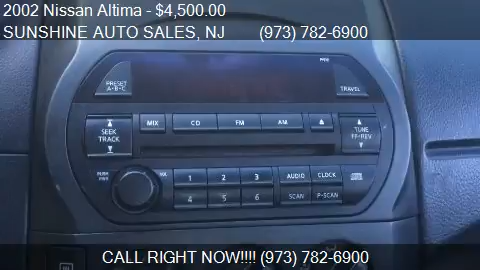 2002 Nissan Altima - $4,500.00
SUNSHINE AUTO SALES, NJ (973) 782-6900
PRESET
A·B·C
TRAVEL
MIX CD FM AM
SEEK
TRACK
TUNE
FF·REV
PUSH
PWR
1 2 3
AUDIO CLOCK
4 5 6
SCAN P-SCAN
CALL RIGHT NOW!!!! (973) 782-6900